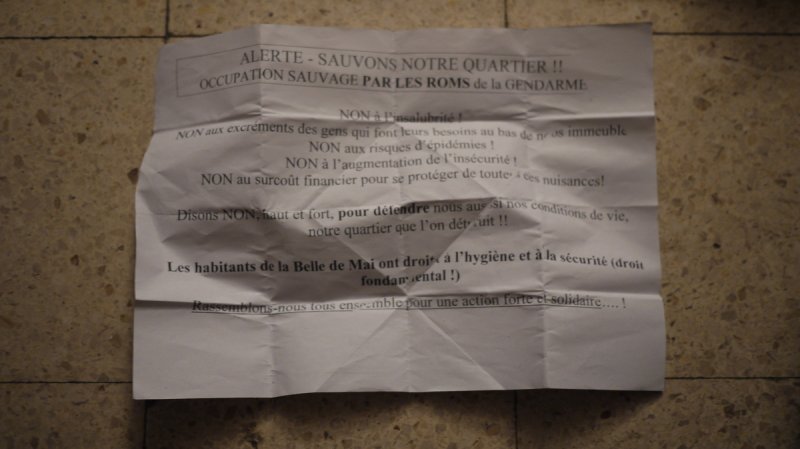 ALERTE - SAUVONS NOTRE QUARTIER !!
OCCUPATION SAUVAGE PAR LES ROMS de la GENDARME
NON à l'insalubrité !
NON aux excréments des gens qui font leurs besoins au bas de nos immeuble
NON aux risques d'épidémies !
NON à l'augmentation de l'insécurité !
NON au surcoût financier pour se protéger de toutes ces nuisances!
Disons NON, haut et fort, pour défendre nous aussi nos conditions de vie,
notre quartier que l'on détruit !!
Les habitants de la Belle de Mai ont droits à l'hygiène et à la sécurité (droit
fondamental !)
Rassemblons-nous tous ensemble pour une action forte et solidaire.... !